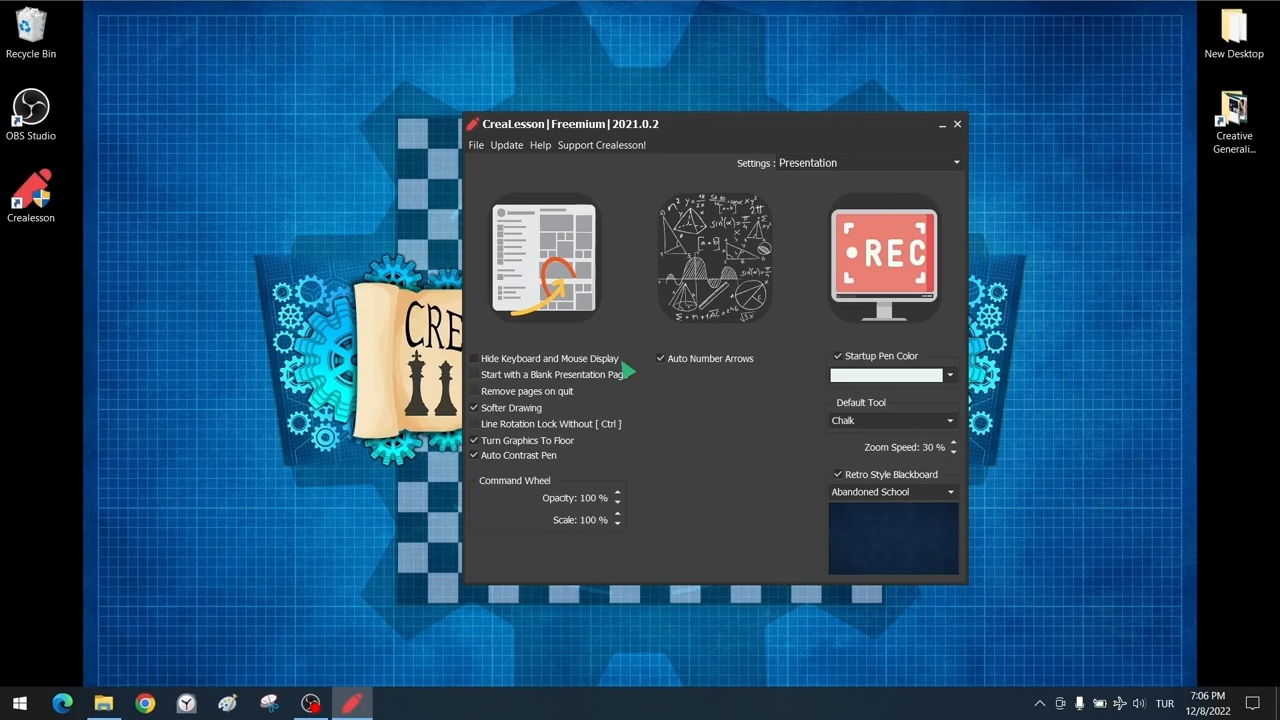 Recycle Bin
OBS Studio
Crealesson
New Desktop
Creative
Generali...
CreaLesson|Freemium|2021.0.2
File Update Help Support Crealesson!
Settings : Presentation
REC
Hide Keyboard and Mouse Display
Start with a Blank Presentation Pag
Remove pages on quit
Softer Drawing
Line Rotation Lock Without [ Ctrl ]
Turn Graphics To Floor
Auto Contrast Pen
Command Wheel
Opacity: 100 %
Scale: 100 %
Auto Number Arrows
Startup Pen Color
Default Tool
Chalk
Zoom Speed: 30 %
Retro Style Blackboard
Abandoned School
CRE
TUR
7:06 PM
12/8/2022